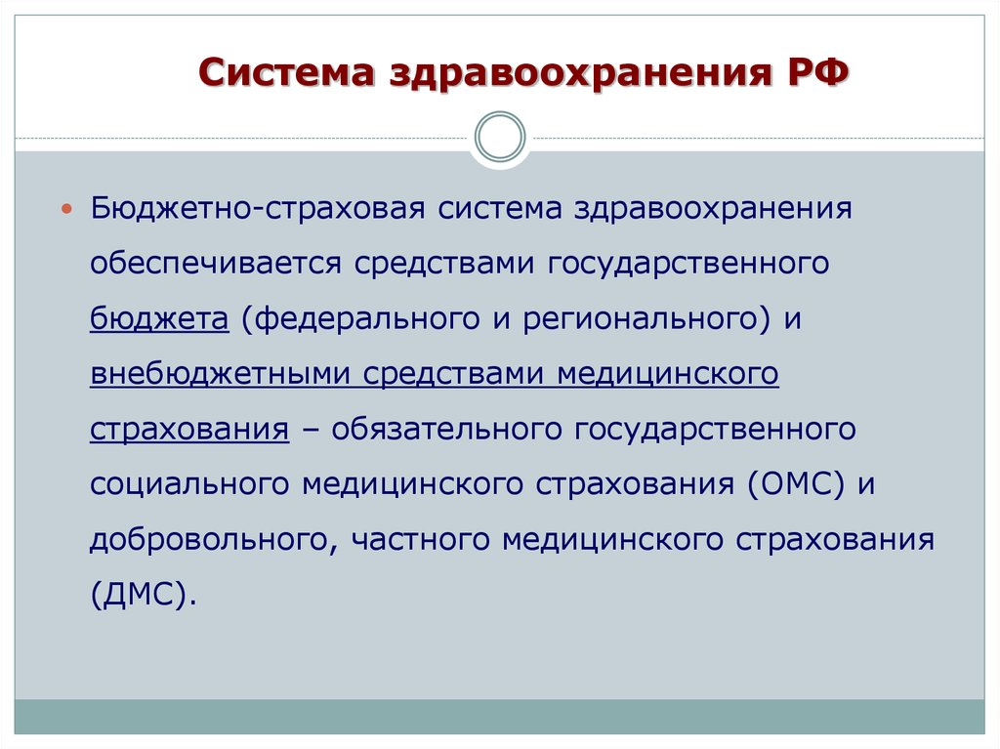 Система здравоохранения РФ
• Бюджетно-страховая система здравоохранения
обеспечивается средствами государственного
бюджета (федерального и регионального) и
внебюджетными средствами медицинского
страхования – обязательного государственного
социального медицинского страхования (ОМС) и
добровольного, частного медицинского страхования
(ДМС).